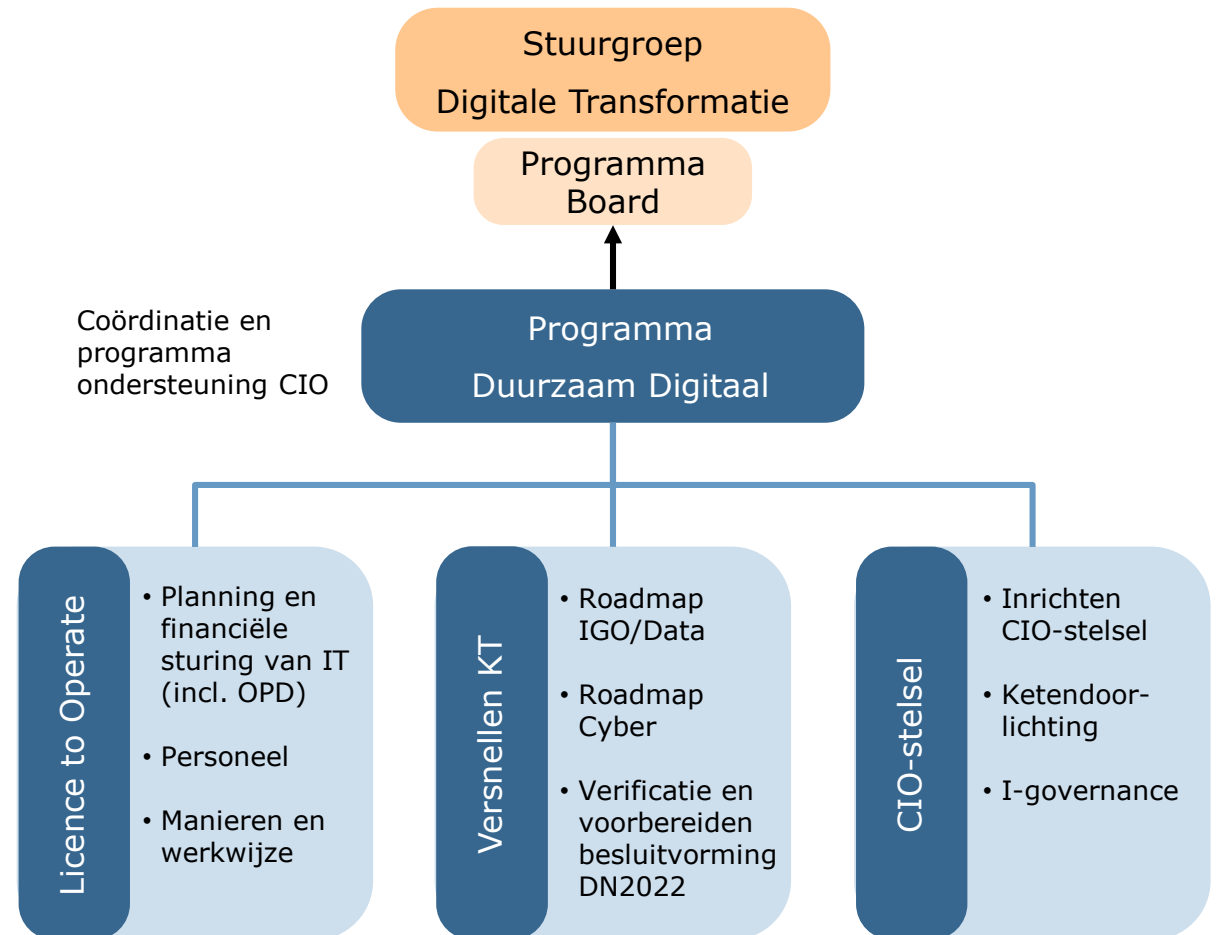 Stuurgroep
Digitale Transformatie
Programma
Board
Coördinatie en
programma
ondersteuning CIO
Programma
Duurzaam Digitaal
Licence to Operate
• Planning en
financiële
sturing van IT
(incl. OPD)
• Personeel
• Manieren en
werkwijze
Versnellen KT
• Roadmap
IGO/Data
• Roadmap
Cyber
• Verificatie en
voorbereiden
besluitvorming
DN2022
CIO-stelsel
• Inrichten
CIO-stelsel
• Ketendoor-
lichting
• I-governance